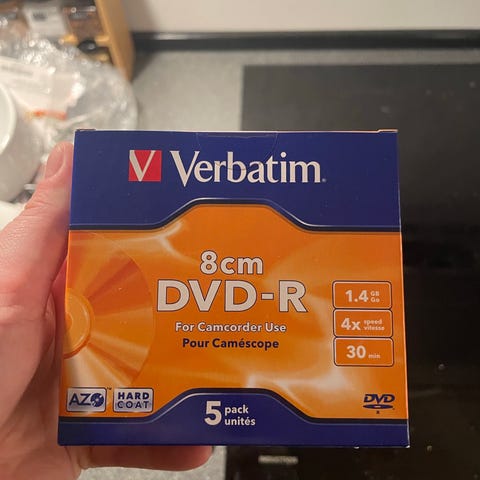 Verbatim
8cm
DVD-R
For Camcorder Use
Pour Caméscope
1.4 GB Go
4x speed vitesse
30 min
AZO™
HARD COAT
5 pack unités
DVD
R